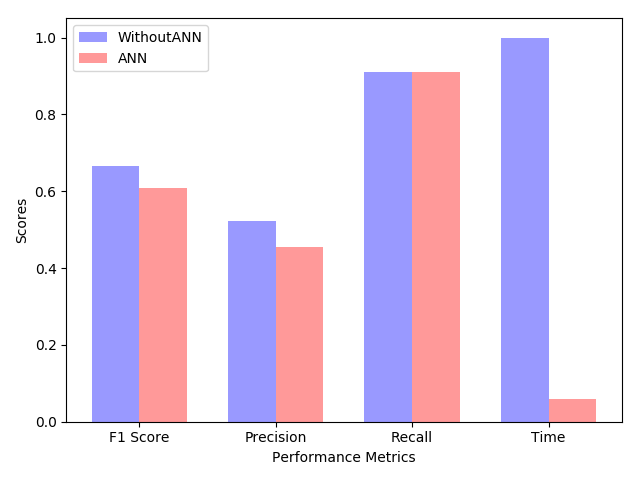 WithoutANN
ANN
1.0
0.8
0.6
0.4
0.2
0.0
Scores
F1 Score Precision Recall Time
Performance Metrics